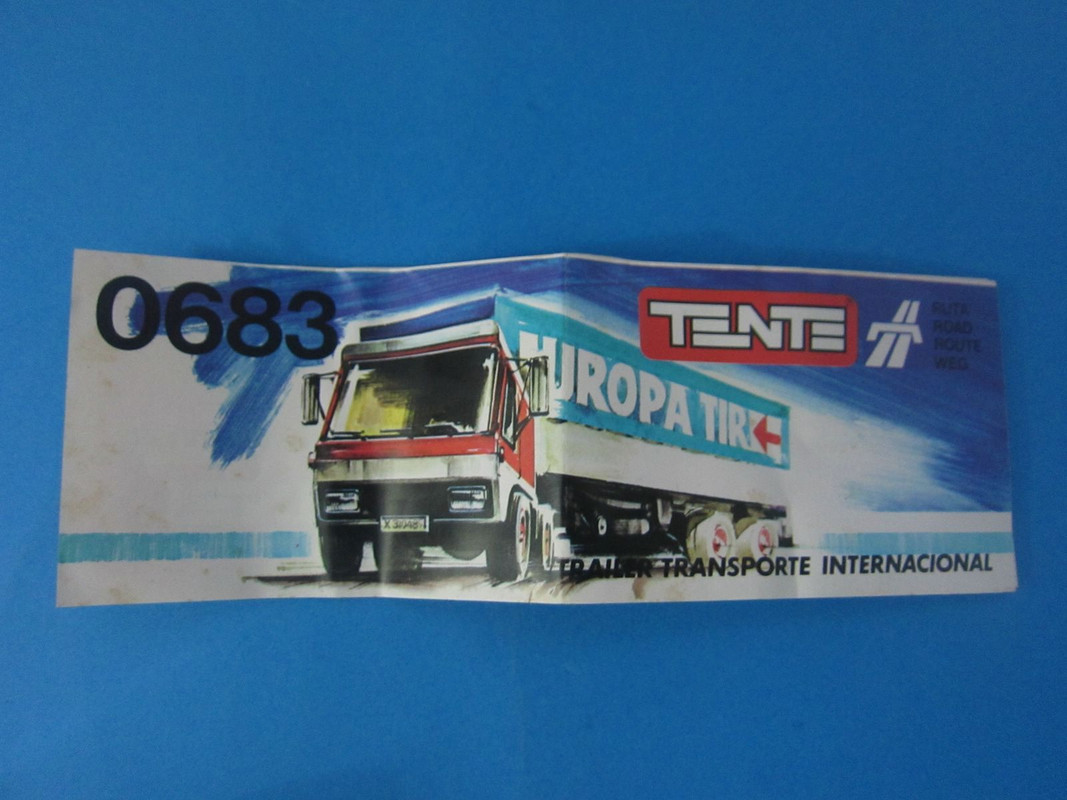 0683
TENTE
RUTA
ROAD
ROUTE
WEG
EUROPA TIR
TRAILER TRANSPORTE INTERNACIONAL